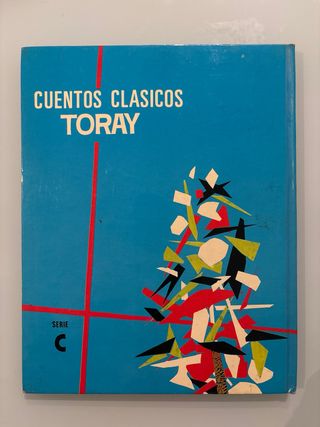 CUENTOS CLASICOS
TORAY
SERIE
C